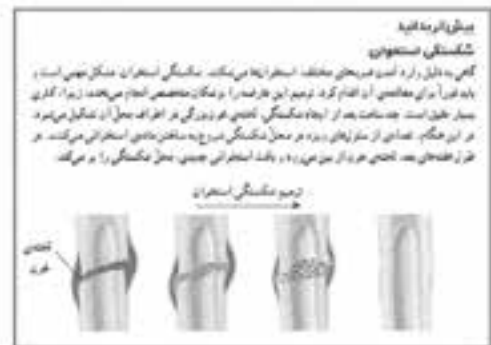 بیش‌تر بدانید
شکستگی استخوان
گاهی به دلیل وارد آمدن ضربه‌های مختلف، استخوان‌ها می‌شکند. شکستگی استخوان، مشکل مهمی است و
باید فوراً برای معالجه‌ی آن اقدام کرد. ترمیم این عارضه را پزشکان متخصص انجام می‌دهند، زیرا، کاری
بسیار دقیق است. چند ساعت بعد از ایجاد شکستگی، لخته‌ی خون بزرگی در اطراف محل آن تشکیل می‌شود.
در این هنگام، تعدادی از سلول‌های ویژه در محل شکستگی شروع به ساختن ماده‌ی استخوانی می‌کنند. در
طول هفته‌های بعد، لخته‌ی خون از بین می‌رود و بافت استخوانی جدیدی، محل شکستگی را پر می‌کند.
ترمیم شکستگی استخوان
لخته‌ی
خون